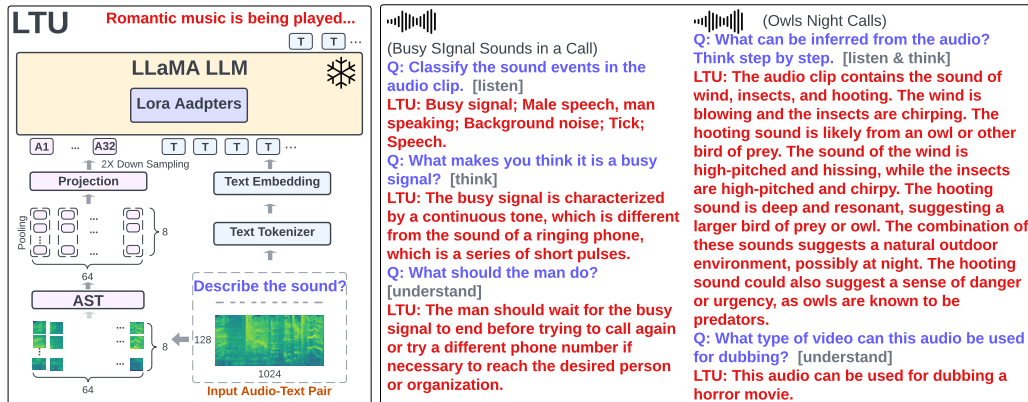 LTU
Romantic music is being played...
T T ...
LLaMA LLM
Lora Aadpters
A1 ... A32 T T T T ...
2X Down Sampling
Projection
Text Embedding
Pooling
...
...
...
8
64
Text Tokenizer
AST
Describe the sound?
...
...
...
8
64
128
1024
Input Audio-Text Pair
(Busy SIgnal Sounds in a Call)
Q: Classify the sound events in the
audio clip. [listen]
LTU: Busy signal; Male speech, man
speaking; Background noise; Tick;
Speech.
Q: What makes you think it is a busy
signal? [think]
LTU: The busy signal is characterized
by a continuous tone, which is different
from the sound of a ringing phone,
which is a series of short pulses.
Q: What should the man do?
[understand]
LTU: The man should wait for the busy
signal to end before trying to call again
or try a different phone number if
necessary to reach the desired person
or organization.
(Owls Night Calls)
Q: What can be inferred from the audio?
Think step by step. [listen & think]
LTU: The audio clip contains the sound of
wind, insects, and hooting. The wind is
blowing and the insects are chirping. The
hooting sound is likely from an owl or other
bird of prey. The sound of the wind is
high-pitched and hissing, while the insects
are high-pitched and chirpy. The hooting
sound is deep and resonant, suggesting a
larger bird of prey or owl. The combination of
these sounds suggests a natural outdoor
environment, possibly at night. The hooting
sound could also suggest a sense of danger
or urgency, as owls are known to be
predators.
Q: What type of video can this audio be used
for dubbing? [understand]
LTU: This audio can be used for dubbing a
horror movie.